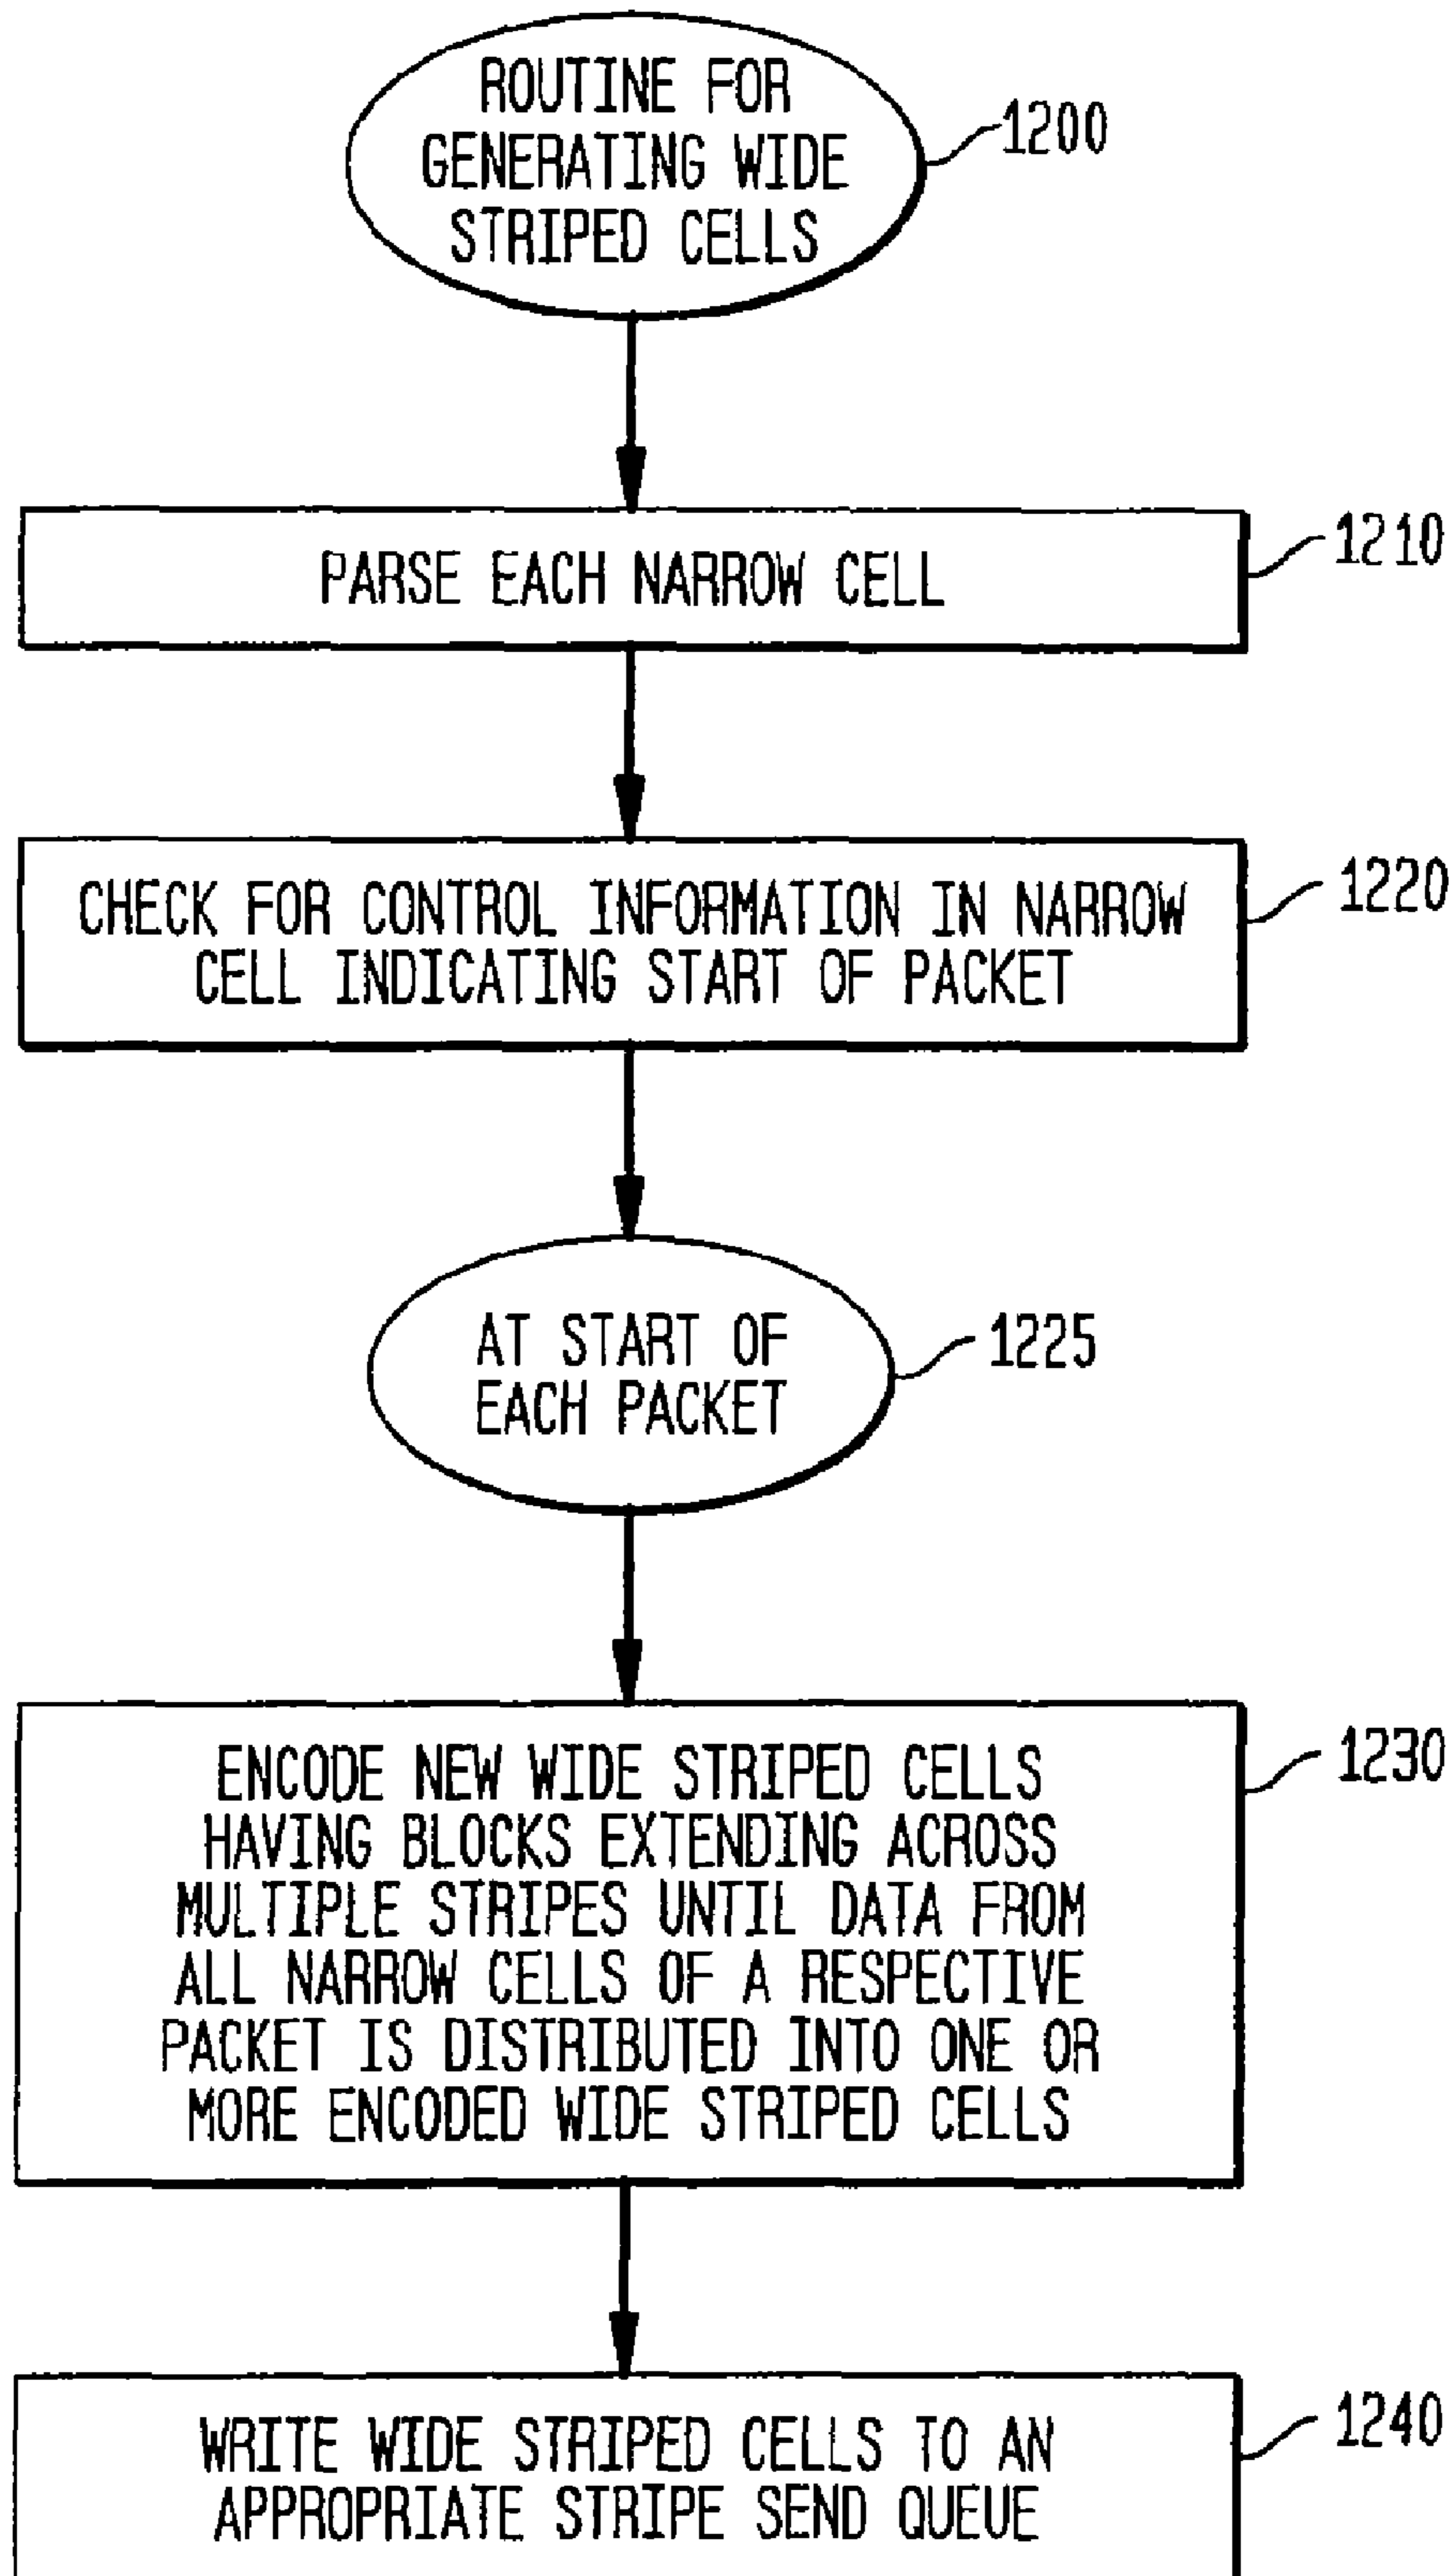 ROUTINE FOR
GENERATING WIDE
STRIPED CELLS
1200
PARSE EACH NARROW CELL
1210
CHECK FOR CONTROL INFORMATION IN NARROW
CELL INDICATING START OF PACKET
1220
AT START OF
EACH PACKET
1225
ENCODE NEW WIDE STRIPED CELLS
HAVING BLOCKS EXTENDING ACROSS
MULTIPLE STRIPES UNTIL DATA FROM
ALL NARROW CELLS OF A RESPECTIVE
PACKET IS DISTRIBUTED INTO ONE OR
MORE ENCODED WIDE STRIPED CELLS
1230
WRITE WIDE STRIPED CELLS TO AN
APPROPRIATE STRIPE SEND QUEUE
1240